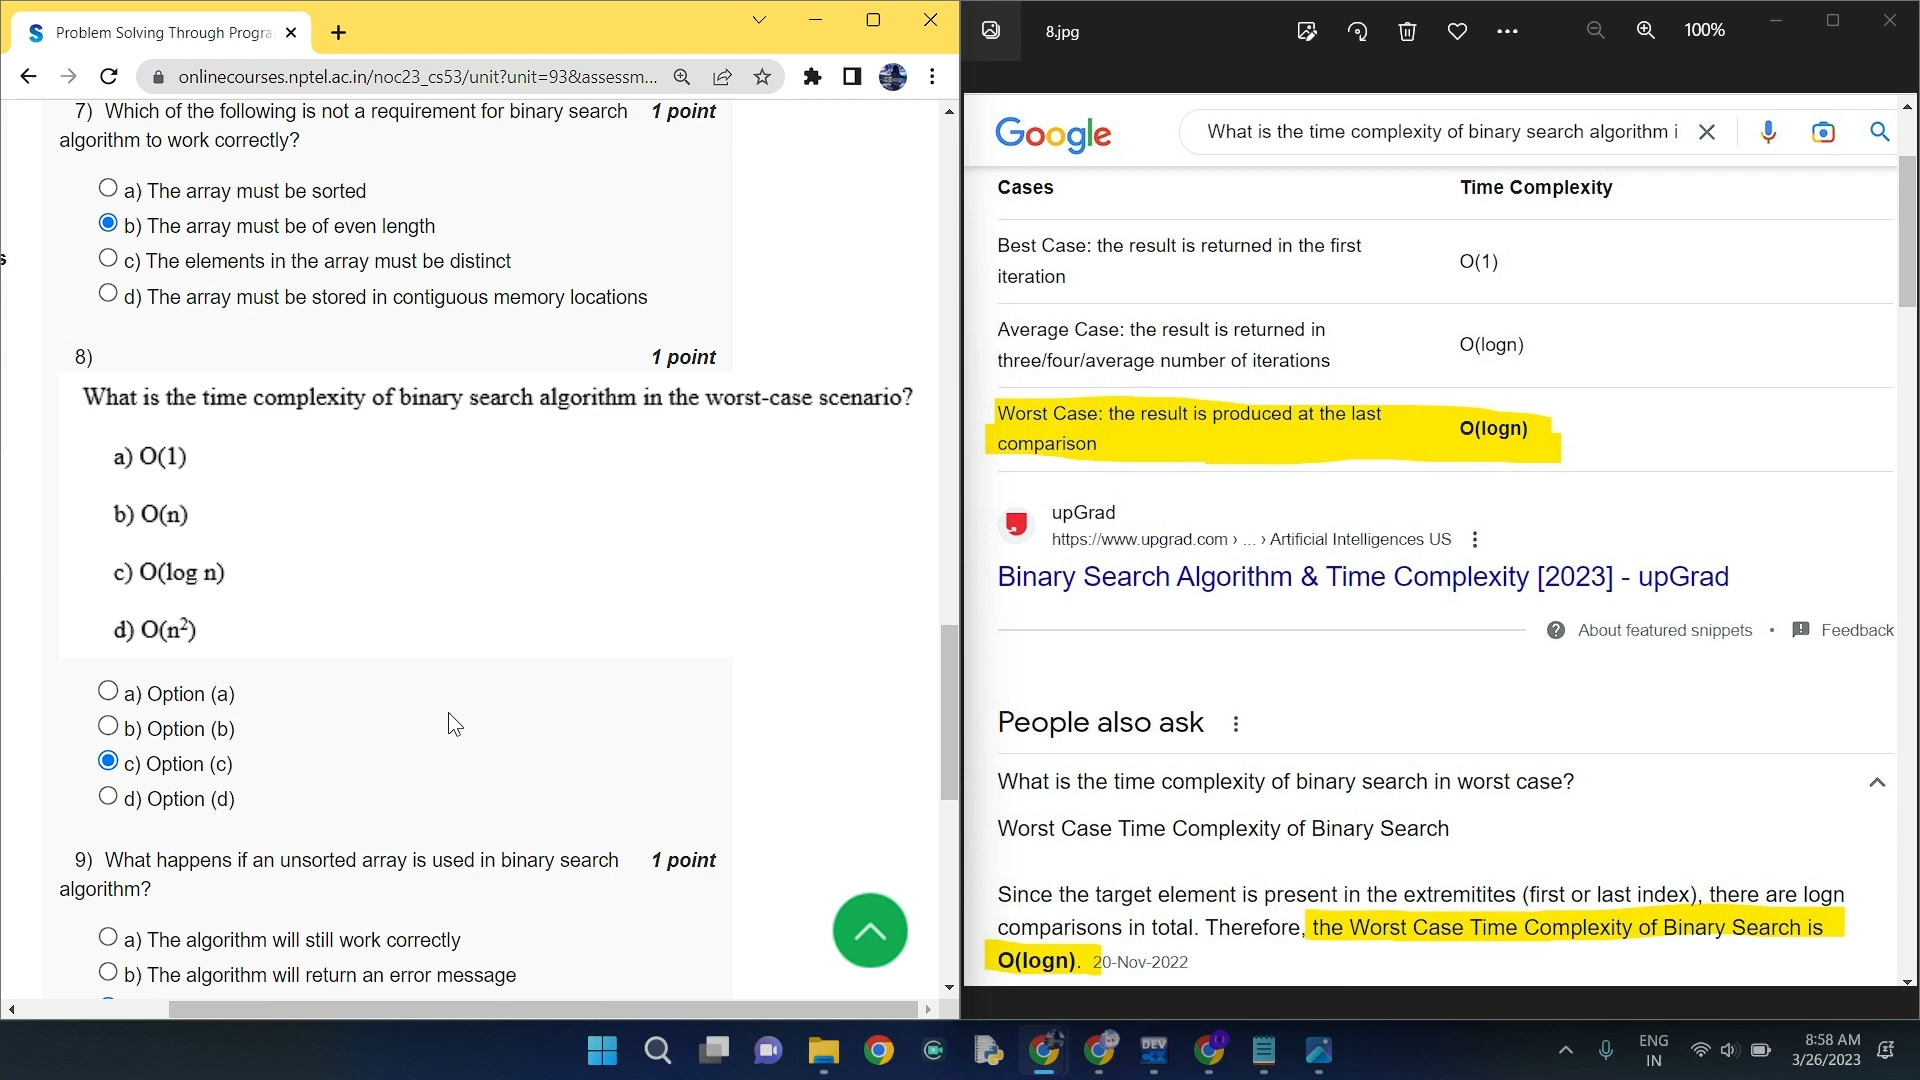 Problem Solving Through Progra
onlinecourses.nptel.ac.in/noc23_cs53/unit?unit=93&assessm...
7) Which of the following is not a requirement for binary search 1 point
algorithm to work correctly?
a) The array must be sorted
b) The array must be of even length
c) The elements in the array must be distinct
d) The array must be stored in contiguous memory locations
8) 1 point
What is the time complexity of binary search algorithm in the worst-case scenario?
a) O(1)
b) O(n)
c) O(log n)
d) O(n²)
a) Option (a)
b) Option (b)
c) Option (c)
d) Option (d)
9) What happens if an unsorted array is used in binary search 1 point
algorithm?
a) The algorithm will still work correctly
b) The algorithm will return an error message
8.jpg
100%
Google
What is the time complexity of binary search algorithm i
Cases Time Complexity
Best Case: the result is returned in the first
iteration
O(1)
Average Case: the result is returned in
three/four/average number of iterations
O(logn)
Worst Case: the result is produced at the last
comparison
O(logn)
upGrad
https://www.upgrad.com › ... › Artificial Intelligences US
Binary Search Algorithm & Time Complexity [2023] - upGrad
About featured snippets • Feedback
People also ask
What is the time complexity of binary search in worst case?
Worst Case Time Complexity of Binary Search
Since the target element is present in the extremitites (first or last index), there are logn
comparisons in total. Therefore, the Worst Case Time Complexity of Binary Search is
O(logn). 20-Nov-2022
DEV
ENG
IN
8:58 AM
3/26/2023